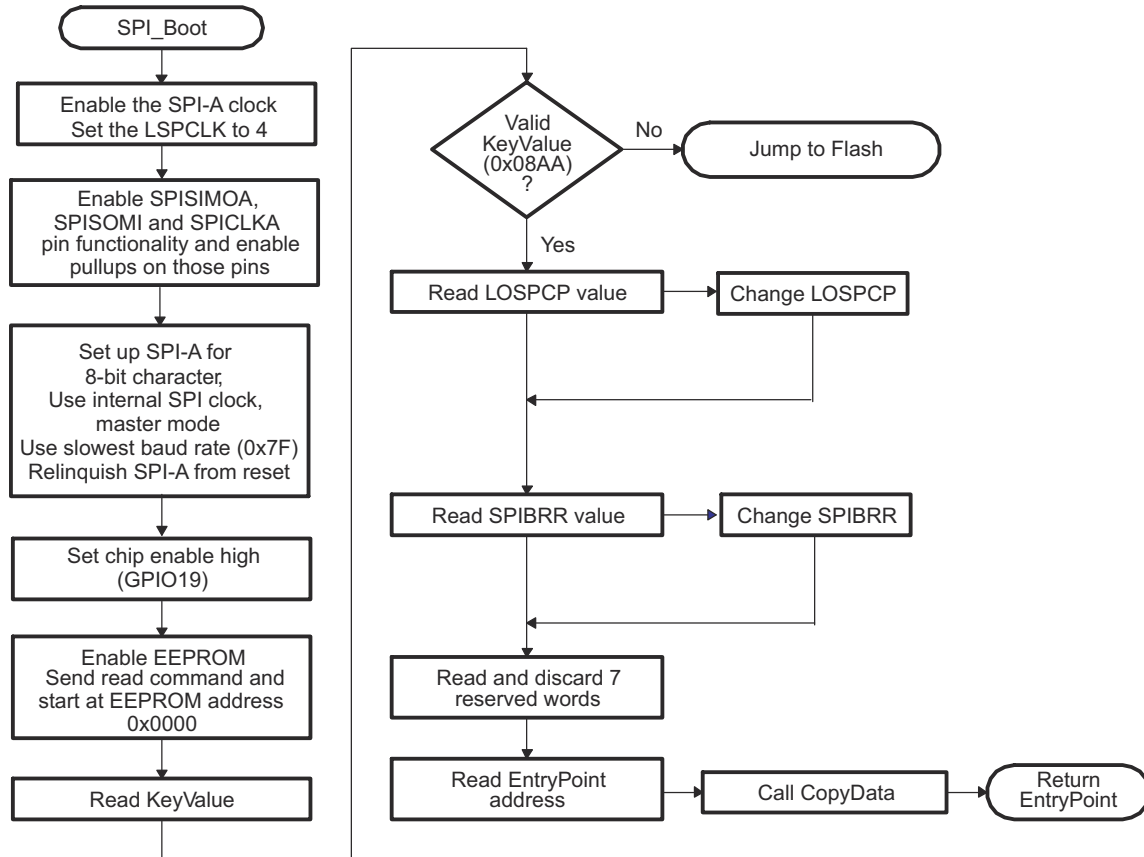 SPI_Boot
Enable the SPI-A clock
Set the LSPCLK to 4
Enable SPISIMOA,
SPISOMI and SPICLKA
pin functionality and enable
pullups on those pins
Set up SPI-A for
8-bit character,
Use internal SPI clock,
master mode
Use slowest baud rate (0x7F)
Relinquish SPI-A from reset
Set chip enable high
(GPIO19)
Enable EEPROM
Send read command and
start at EEPROM address
0x0000
Read KeyValue
Valid
KeyValue
(0x08AA)
?
No
Jump to Flash
Yes
Read LOSPCP value
Change LOSPCP
Read SPIBRR value
Change SPIBRR
Read and discard 7
reserved words
Read EntryPoint
address
Call CopyData
Return
EntryPoint